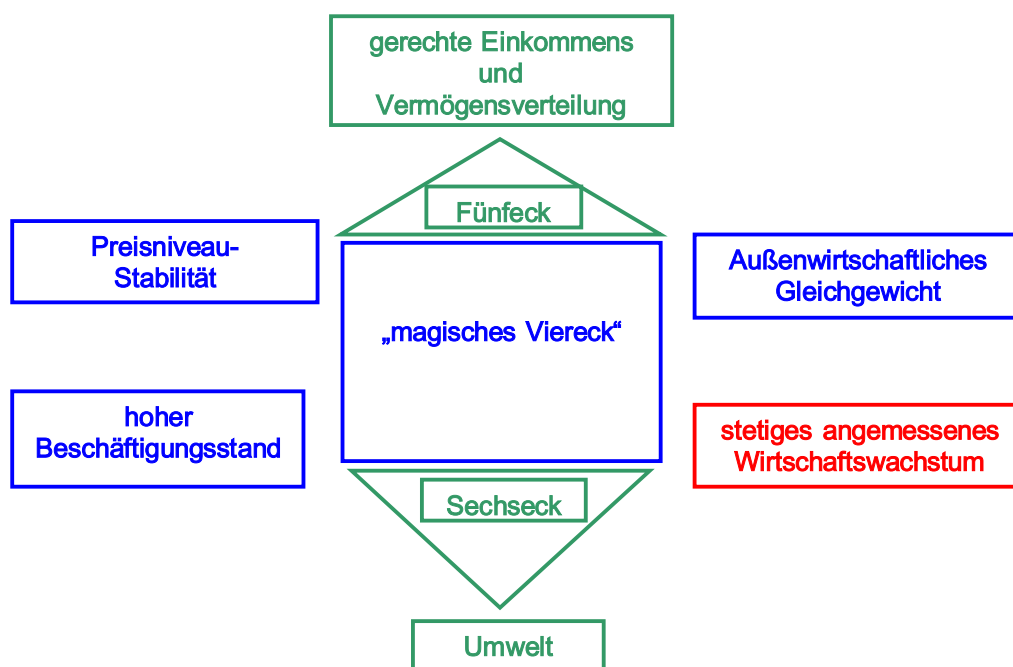 gerechte Einkommens
und
Vermögensverteilung
Fünfeck
Preisniveau-
Stabilität
Außenwirtschaftliches
Gleichgewicht
„magisches Viereck“
hoher
Beschäftigungsstand
stetiges angemessenes
Wirtschaftswachstum
Sechseck
Umwelt